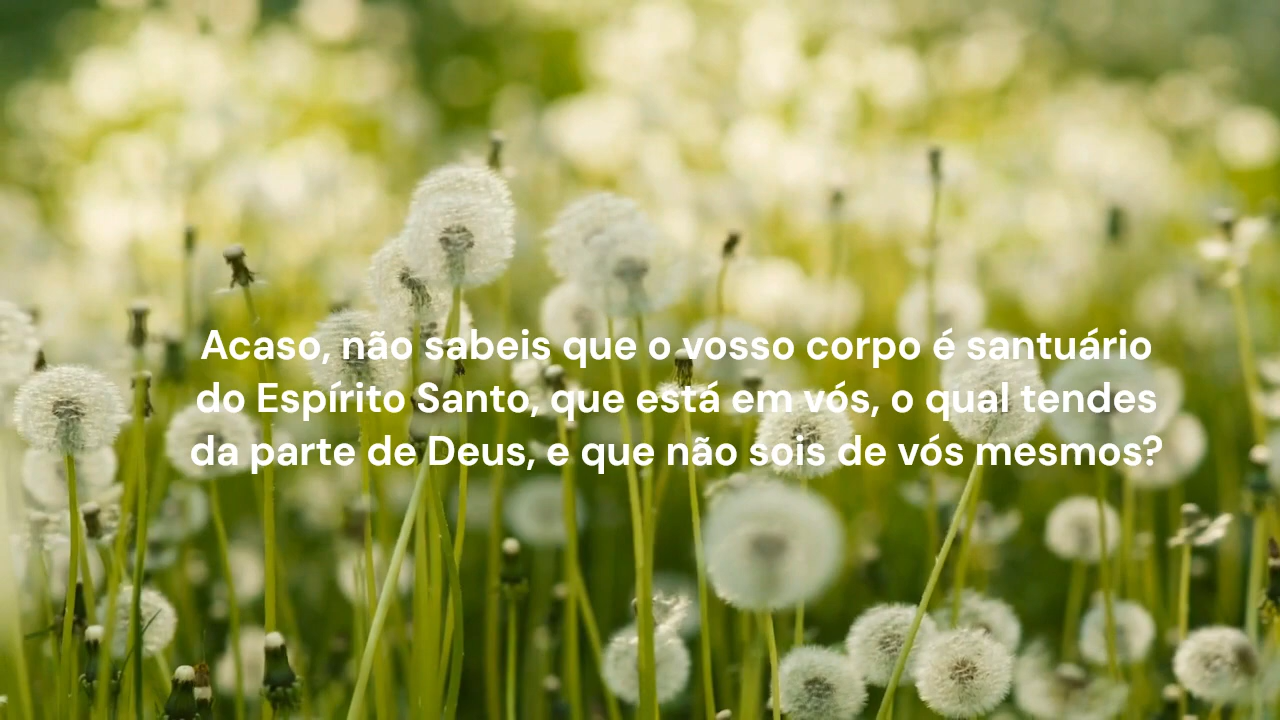 Acaso, não sabeis que o vosso corpo é santuário
do Espírito Santo, que está em vós, o qual tendes
da parte de Deus, e que não sois de vós mesmos?